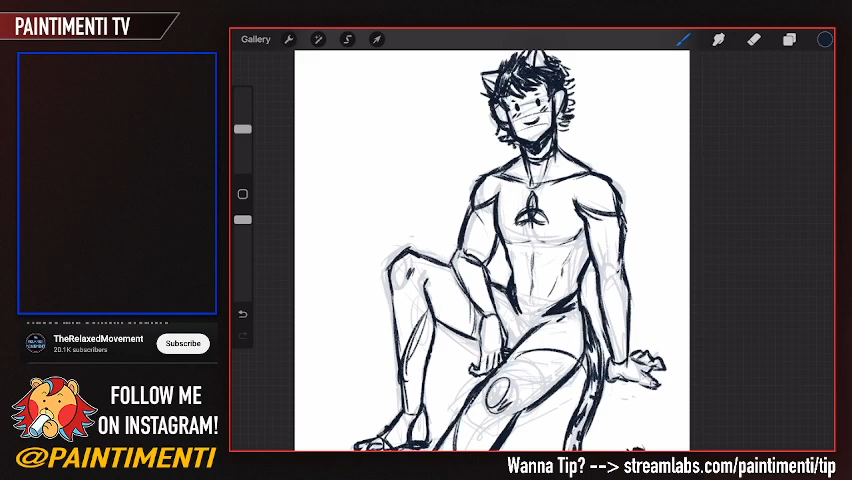 PAINTIMENTI TV
Gallery
TheRelaxedMovement
20.1K subscribers
Subscribe
FOLLOW ME
ON INSTAGRAM!
@PAINTIMENTI
Wanna Tip? --> streamlabs.com/paintimenti/tip